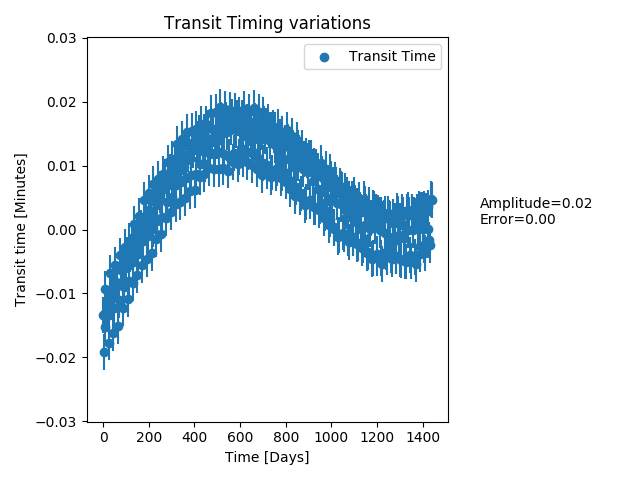 Transit Timing variations
Transit Time
Transit time [Minutes]
0.03
0.02
0.01
0.00
−0.01
−0.02
−0.03
0
200
400
600
800
1000
1200
1400
Time [Days]
Amplitude=0.02
Error=0.00